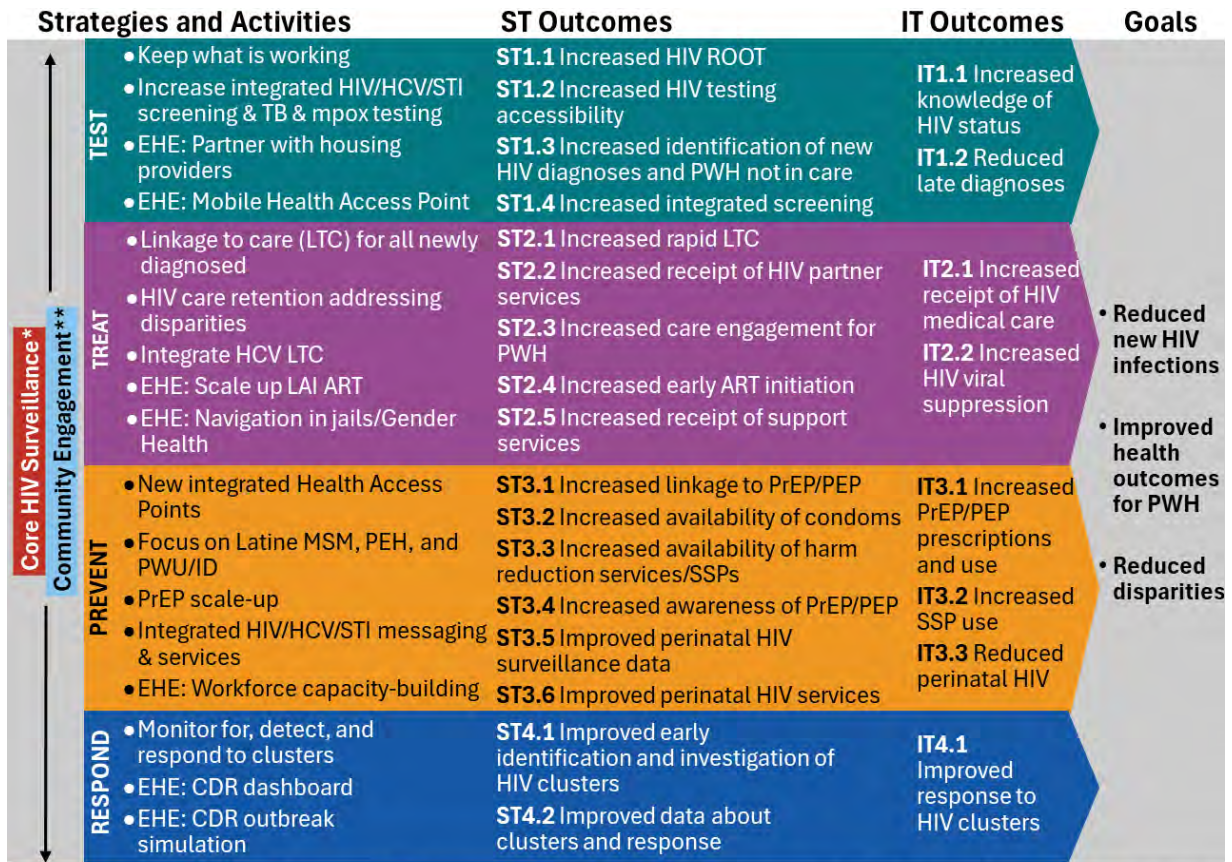 Strategies and Activities
ST Outcomes
IT Outcomes
Goals
Core HIV Surveillance*
Community Engagement**
TEST
•Keep what is working
•Increase integrated HIV/HCV/STI
screening & TB & mpox testing
•EHE: Partner with housing
providers
•EHE: Mobile Health Access Point
ST1.1 Increased HIV ROOT
ST1.2 Increased HIV testing
accessibility
ST1.3 Increased identification of new
HIV diagnoses and PWH not in care
ST1.4 Increased integrated screening
IT1.1 Increased
knowledge of
HIV status
IT1.2 Reduced
late diagnoses
TREAT
•Linkage to care (LTC) for all newly
diagnosed
•HIV care retention addressing
disparities
•Integrate HCV LTC
•EHE: Scale up LAI ART
•EHE: Navigation in jails/Gender
Health
ST2.1 Increased rapid LTC
ST2.2 Increased receipt of HIV partner
services
ST2.3 Increased care engagement for
PWH
ST2.4 Increased early ART initiation
ST2.5 Increased receipt of support
services
IT2.1 Increased
receipt of HIV
medical care
IT2.2 Increased
HIV viral
suppression
PREVENT
•New integrated Health Access
Points
•Focus on Latine MSM, PEH, and
PWU/ID
•PrEP scale-up
•Integrated HIV/HCV/STI messaging
& services
•EHE: Workforce capacity-building
ST3.1 Increased linkage to PrEP/PEP
ST3.2 Increased availability of condoms
ST3.3 Increased availability of harm
reduction services/SSPs
ST3.4 Increased awareness of PrEP/PEP
ST3.5 Improved perinatal HIV
surveillance data
ST3.6 Improved perinatal HIV services
IT3.1 Increased
PrEP/PEP
prescriptions
and use
IT3.2 Increased
SSP use
IT3.3 Reduced
perinatal HIV
RESPOND
•Monitor for, detect, and
respond to clusters
•EHE: CDR dashboard
•EHE: CDR outbreak
simulation
ST4.1 Improved early
identification and investigation of
HIV clusters
ST4.2 Improved data about
clusters and response
IT4.1
Improved
response to
HIV clusters
• Reduced
new HIV
infections
• Improved
health
outcomes
for PWH
• Reduced
disparities